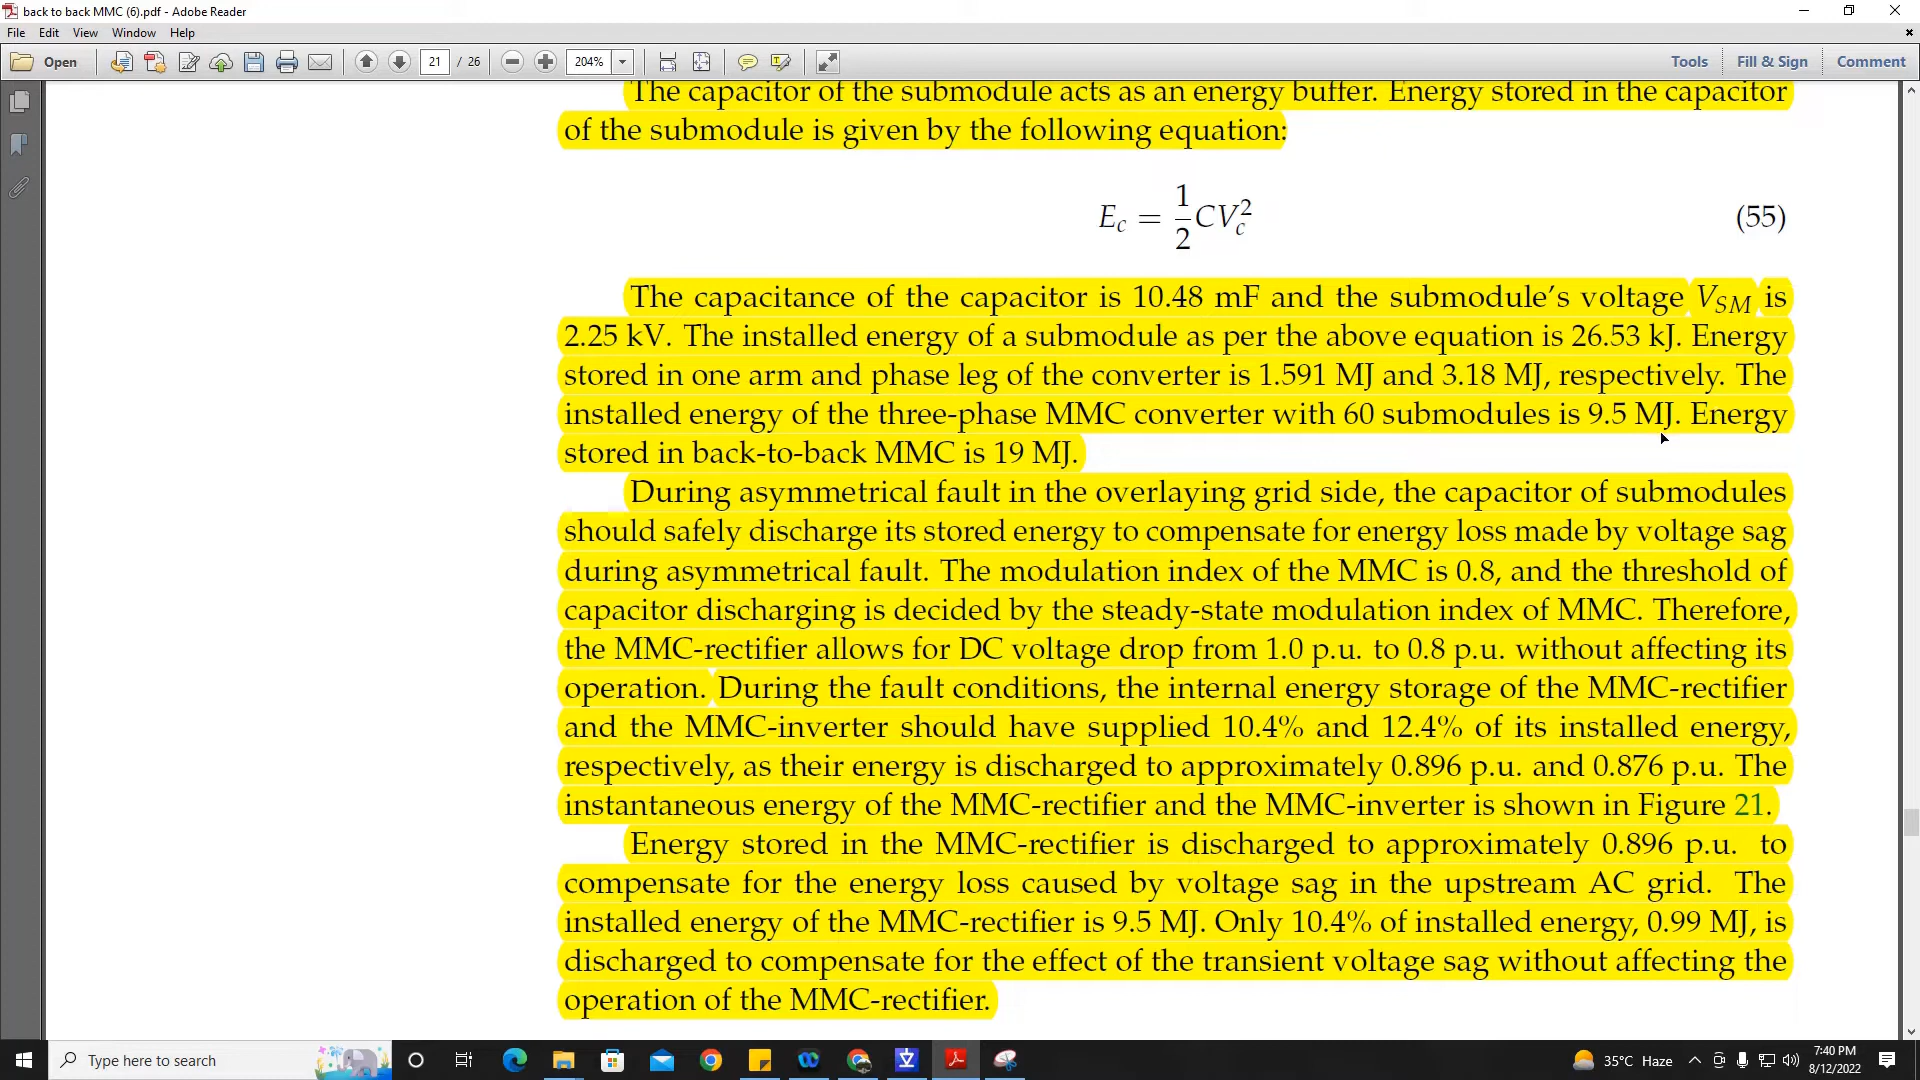 back to back MMC (6).pdf - Adobe Reader
File Edit View Window Help
Open 21 / 26 204% Tools Fill & Sign Comment
The capacitor of the submodule acts as an energy buffer. Energy stored in the capacitor
of the submodule is given by the following equation:
E_c = \frac{1}{2} C V_c^2 (55)
The capacitance of the capacitor is 10.48 mF and the submodule's voltage V_{SM} is
2.25 kV. The installed energy of a submodule as per the above equation is 26.53 kJ. Energy
stored in one arm and phase leg of the converter is 1.591 MJ and 3.18 MJ, respectively. The
installed energy of the three-phase MMC converter with 60 submodules is 9.5 MJ. Energy
stored in back-to-back MMC is 19 MJ.
During asymmetrical fault in the overlaying grid side, the capacitor of submodules
should safely discharge its stored energy to compensate for energy loss made by voltage sag
during asymmetrical fault. The modulation index of the MMC is 0.8, and the threshold of
capacitor discharging is decided by the steady-state modulation index of MMC. Therefore,
the MMC-rectifier allows for DC voltage drop from 1.0 p.u. to 0.8 p.u. without affecting its
operation. During the fault conditions, the internal energy storage of the MMC-rectifier
and the MMC-inverter should have supplied 10.4% and 12.4% of its installed energy,
respectively, as their energy is discharged to approximately 0.896 p.u. and 0.876 p.u. The
instantaneous energy of the MMC-rectifier and the MMC-inverter is shown in Figure 21.
Energy stored in the MMC-rectifier is discharged to approximately 0.896 p.u. to
compensate for the energy loss caused by voltage sag in the upstream AC grid. The
installed energy of the MMC-rectifier is 9.5 MJ. Only 10.4% of installed energy, 0.99 MJ, is
discharged to compensate for the effect of the transient voltage sag without affecting the
operation of the MMC-rectifier.
Type here to search 35°C Haze 7:40 PM
8/12/2022